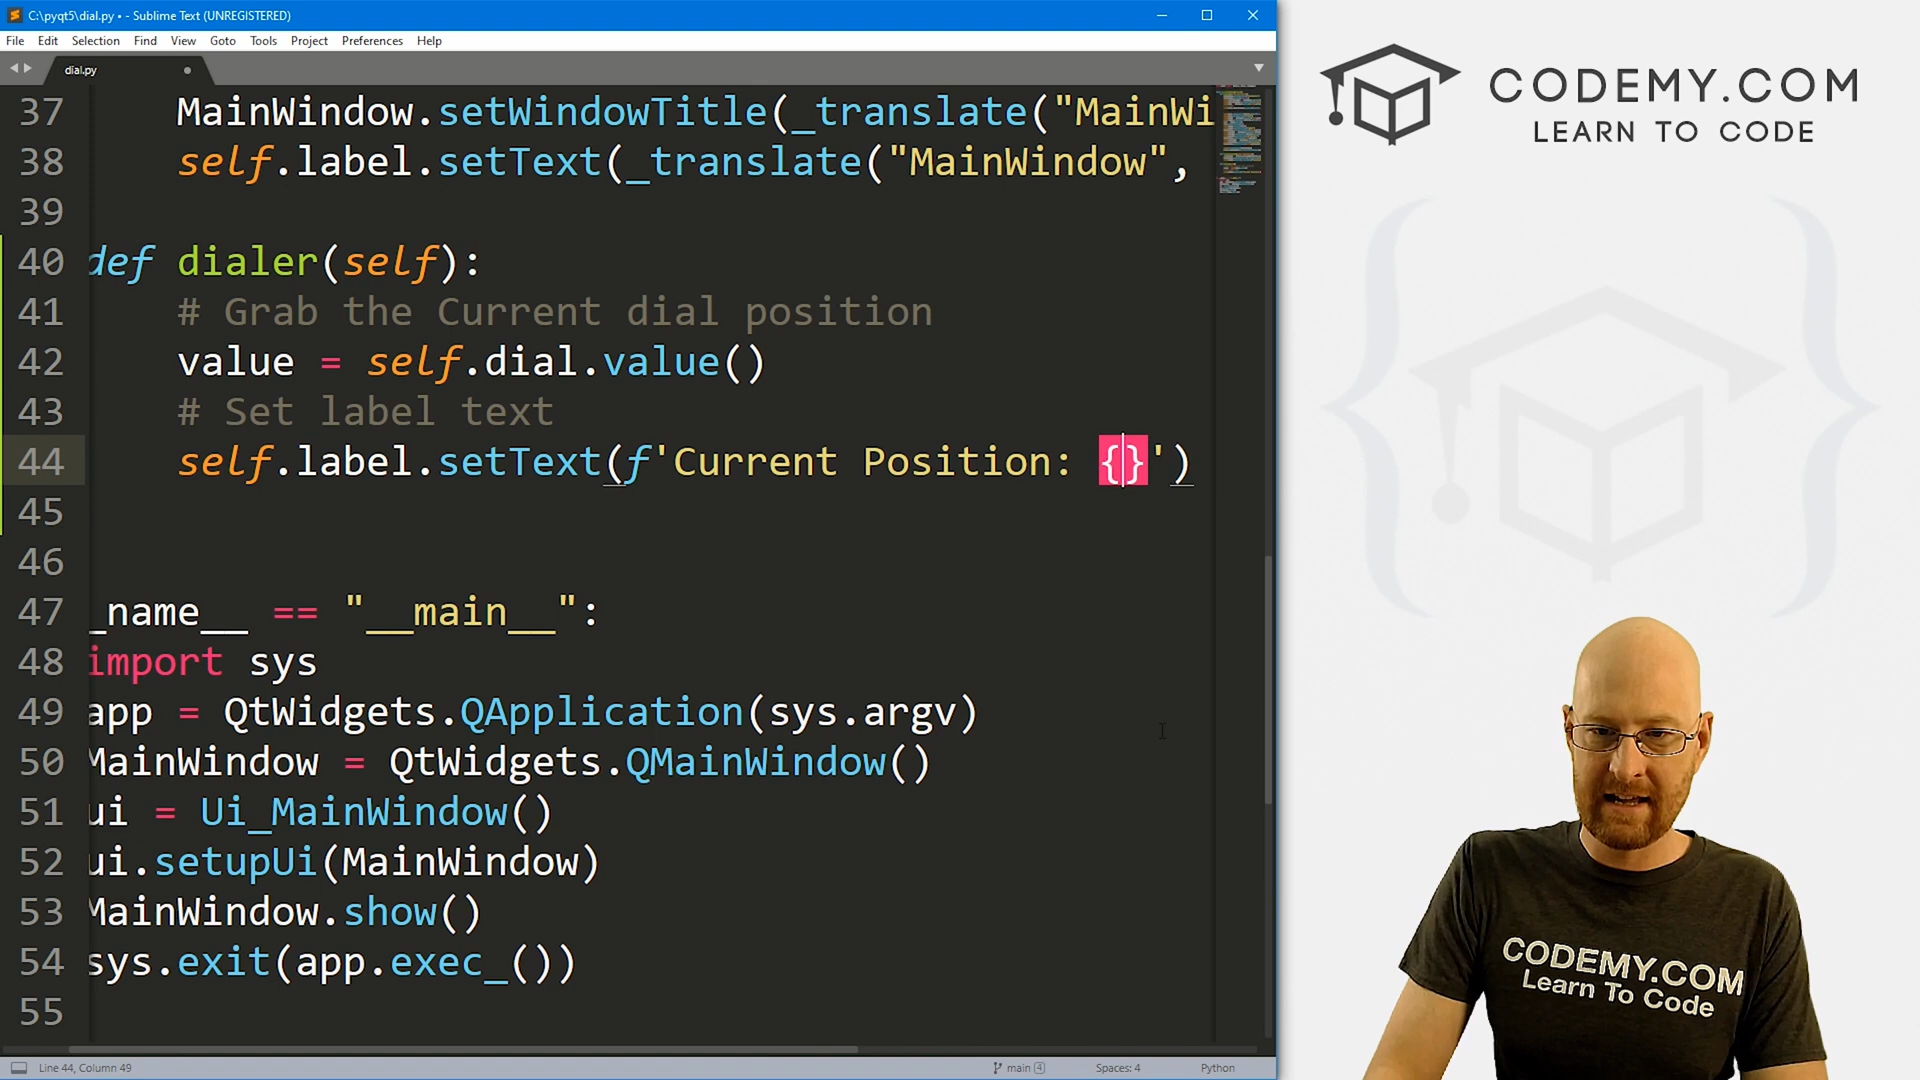 C:\pyqt5\dial.py • - Sublime Text (UNREGISTERED)
File Edit Selection Find View Goto Tools Project Preferences Help
dial.py
37 MainWindow.setWindowTitle(_translate("MainWi
38 self.label.setText(_translate("MainWindow",
39
40 def dialer(self):
41 # Grab the Current dial position
42 value = self.dial.value()
43 # Set label text
44 self.label.setText(f'Current Position: {}')
45
46
47 _name__ == "__main__":
48 import sys
49 app = QtWidgets.QApplication(sys.argv)
50 MainWindow = QtWidgets.QMainWindow()
51 ui = Ui_MainWindow()
52 ui.setupUi(MainWindow)
53 MainWindow.show()
54 sys.exit(app.exec_())
55
Line 44, Column 49
main 4
Spaces: 4
Python
CODEMY.COM
LEARN TO CODE
CODEMY.COM
Learn To Code